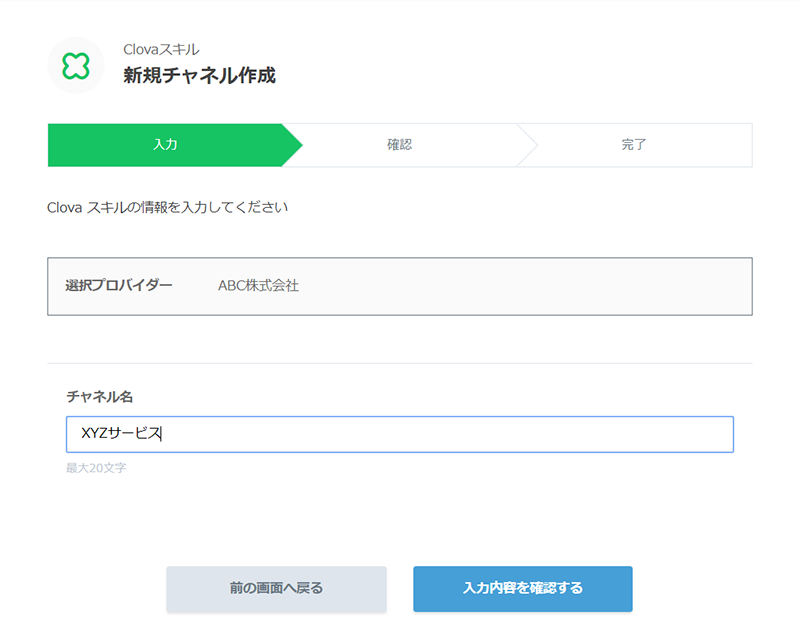 Clovaスキル
新規チャネル作成
入力
確認
完了
Clova スキルの情報を入力してください
選択プロバイダー ABC株式会社
チャネル名
XYZサービス
最大20文字
前の画面へ戻る 入力内容を確認する